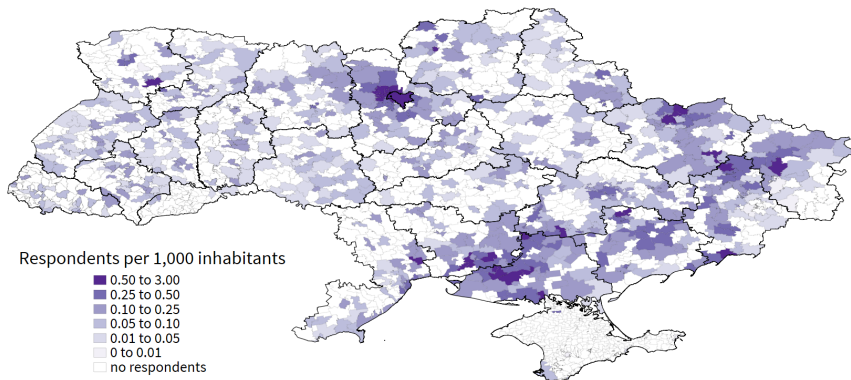 Respondents per 1,000 inhabitants
0.50 to 3.00
0.25 to 0.50
0.10 to 0.25
0.05 to 0.10
0.01 to 0.05
0 to 0.01
no respondents